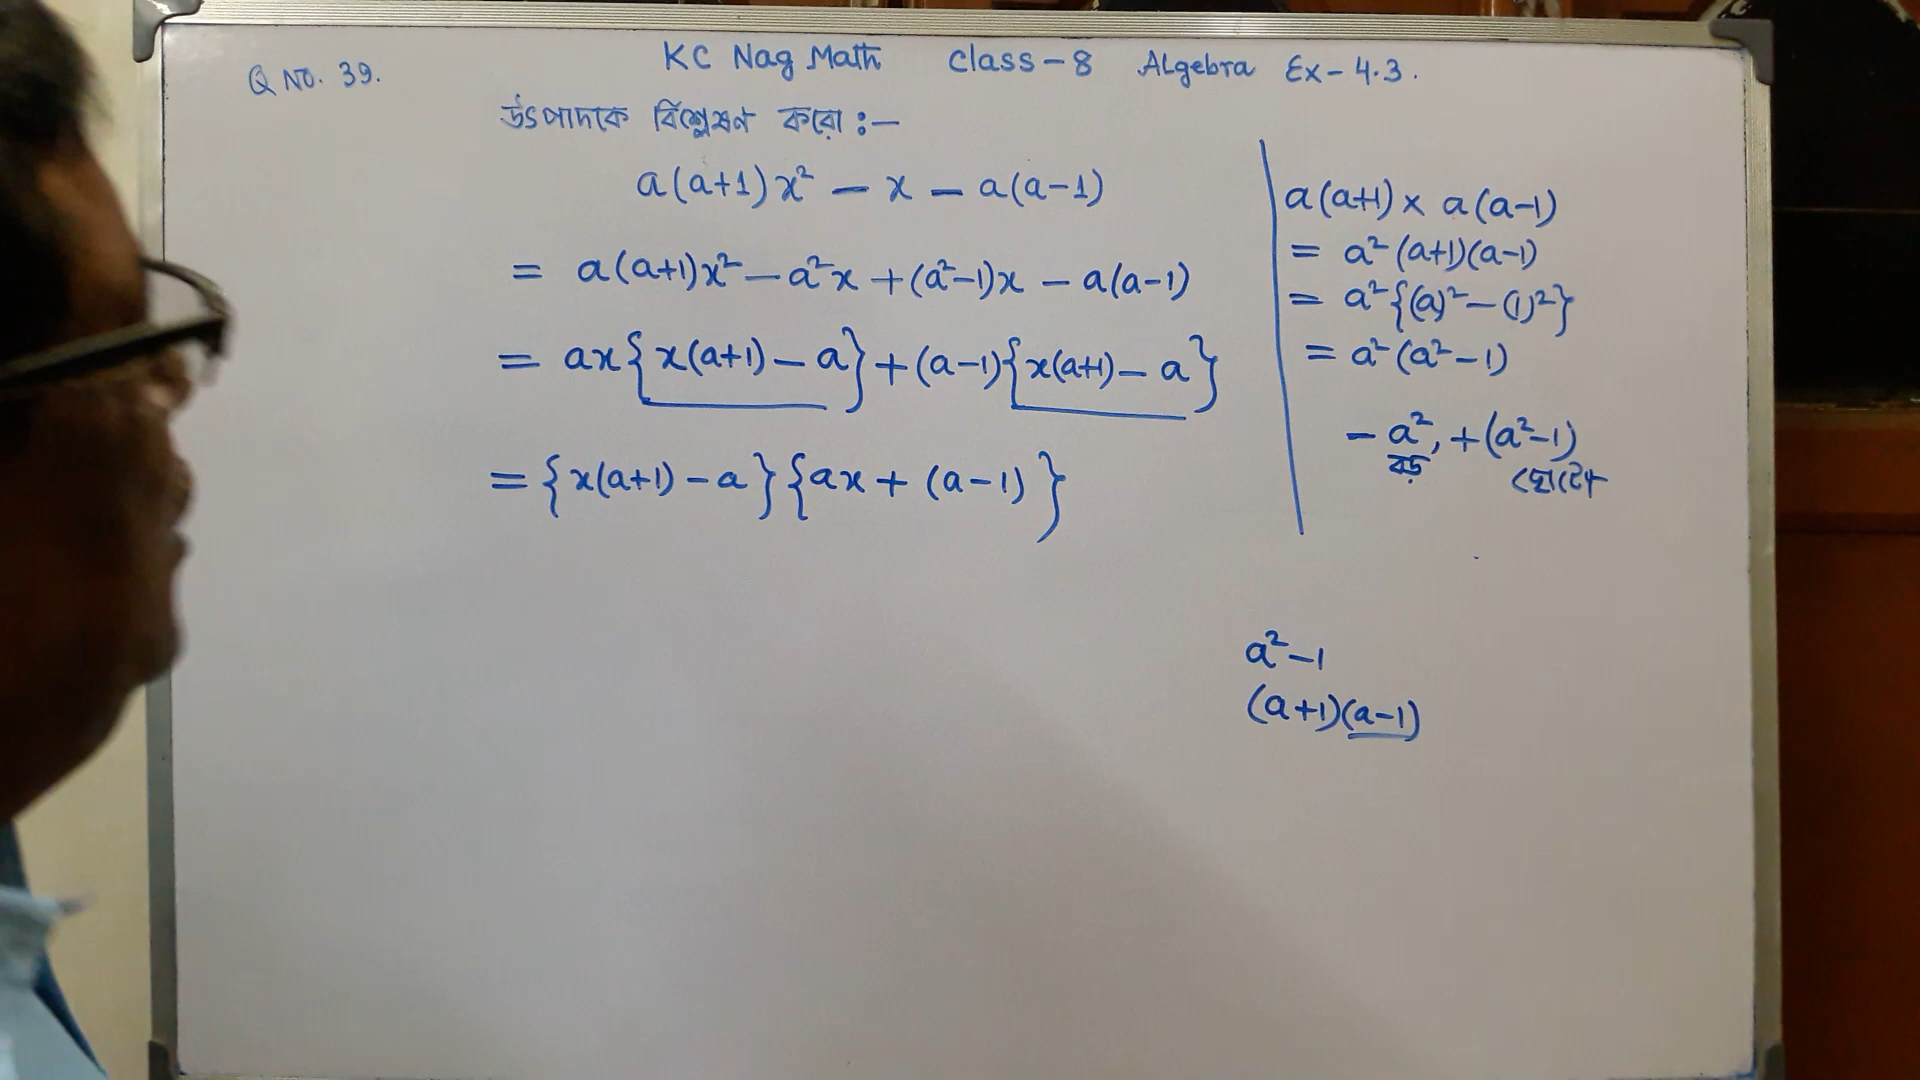 Q No. 39.
KC Nag Math class-8 Algebra Ex-4.3.
উৎপাদকে বিশ্লেষণ করো :-
a(a+1)x² - x - a(a-1)
= a(a+1)x² - a²x + (a²-1)x - a(a-1)
= ax{x(a+1) - a} + (a-1){x(a+1) - a}
= {x(a+1) - a}{ax + (a-1)}
a(a+1) × a(a-1)
= a²(a+1)(a-1)
= a²{(a)² - (1)²}
= a²(a²-1)
- a², + (a²-1)
বড় ছোটো
a²-1
(a+1)(a-1)